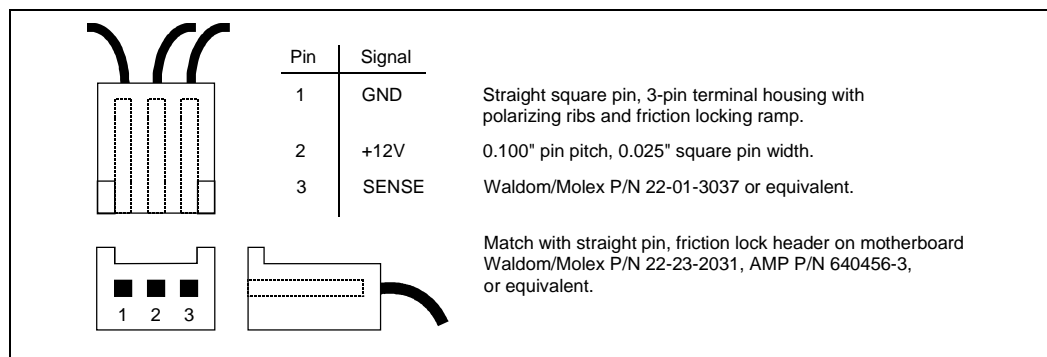 Pin Signal
1 GND Straight square pin, 3-pin terminal housing with
polarizing ribs and friction locking ramp.
2 +12V 0.100" pin pitch, 0.025" square pin width.
3 SENSE Waldom/Molex P/N 22-01-3037 or equivalent.
Match with straight pin, friction lock header on motherboard
Waldom/Molex P/N 22-23-2031, AMP P/N 640456-3,
or equivalent.
1 2 3